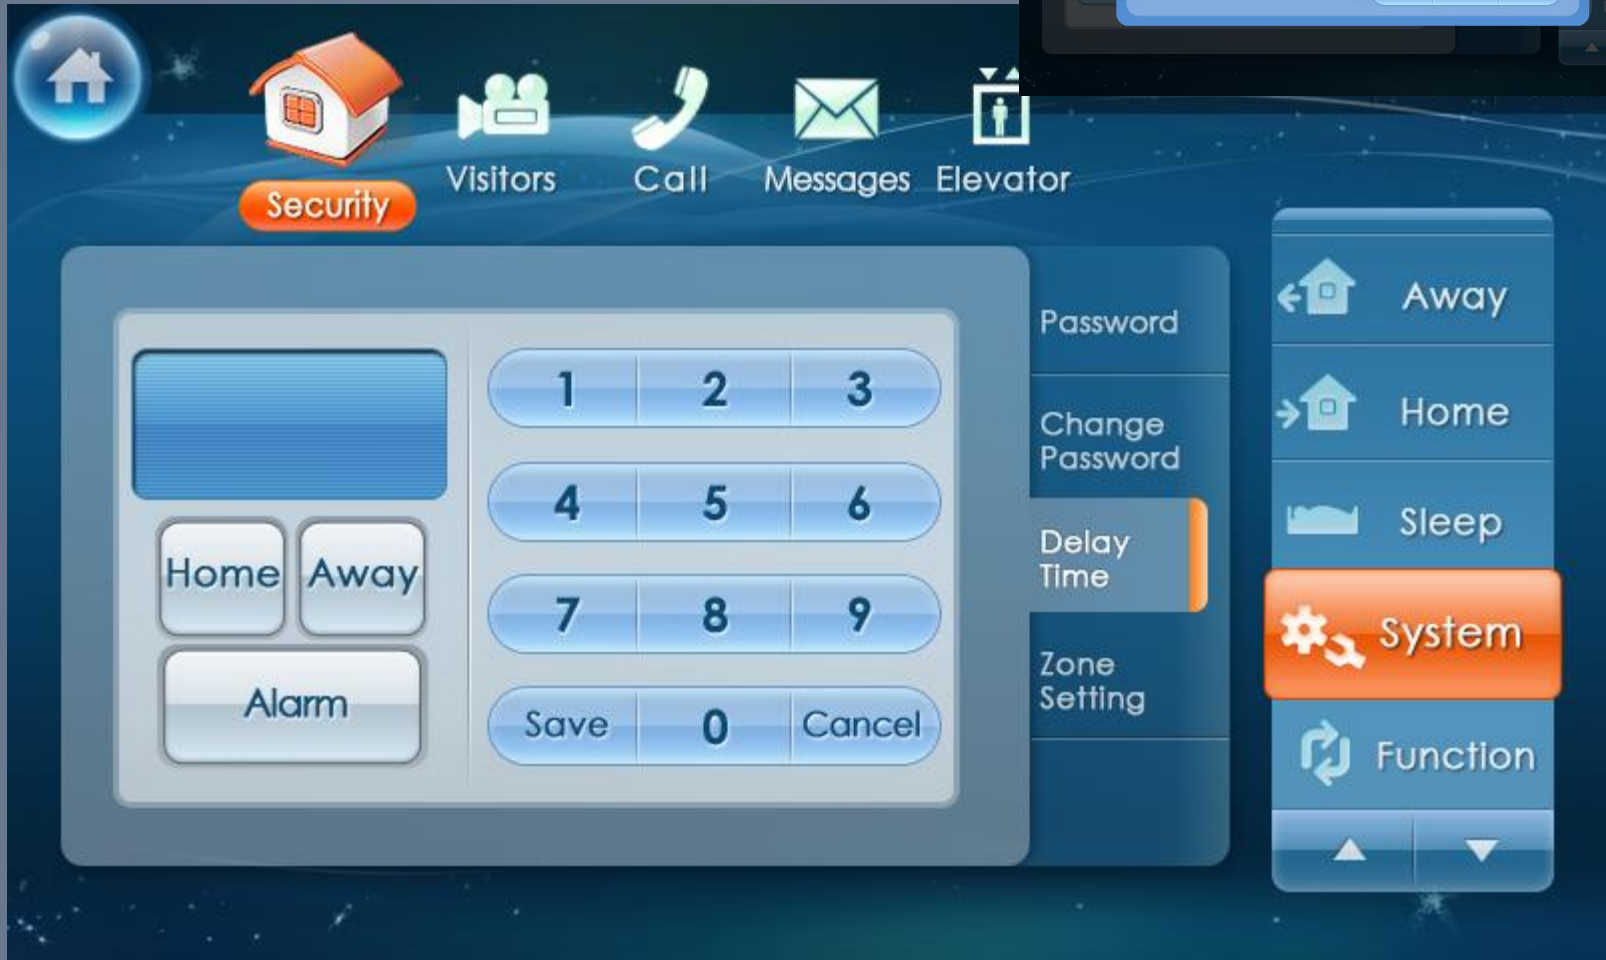 Security
Visitors
Call
Messages
Elevator
Home
Away
Alarm
1 2 3
4 5 6
7 8 9
Save 0 Cancel
Password
Change
Password
Delay
Time
Zone
Setting
Away
Home
Sleep
System
Function